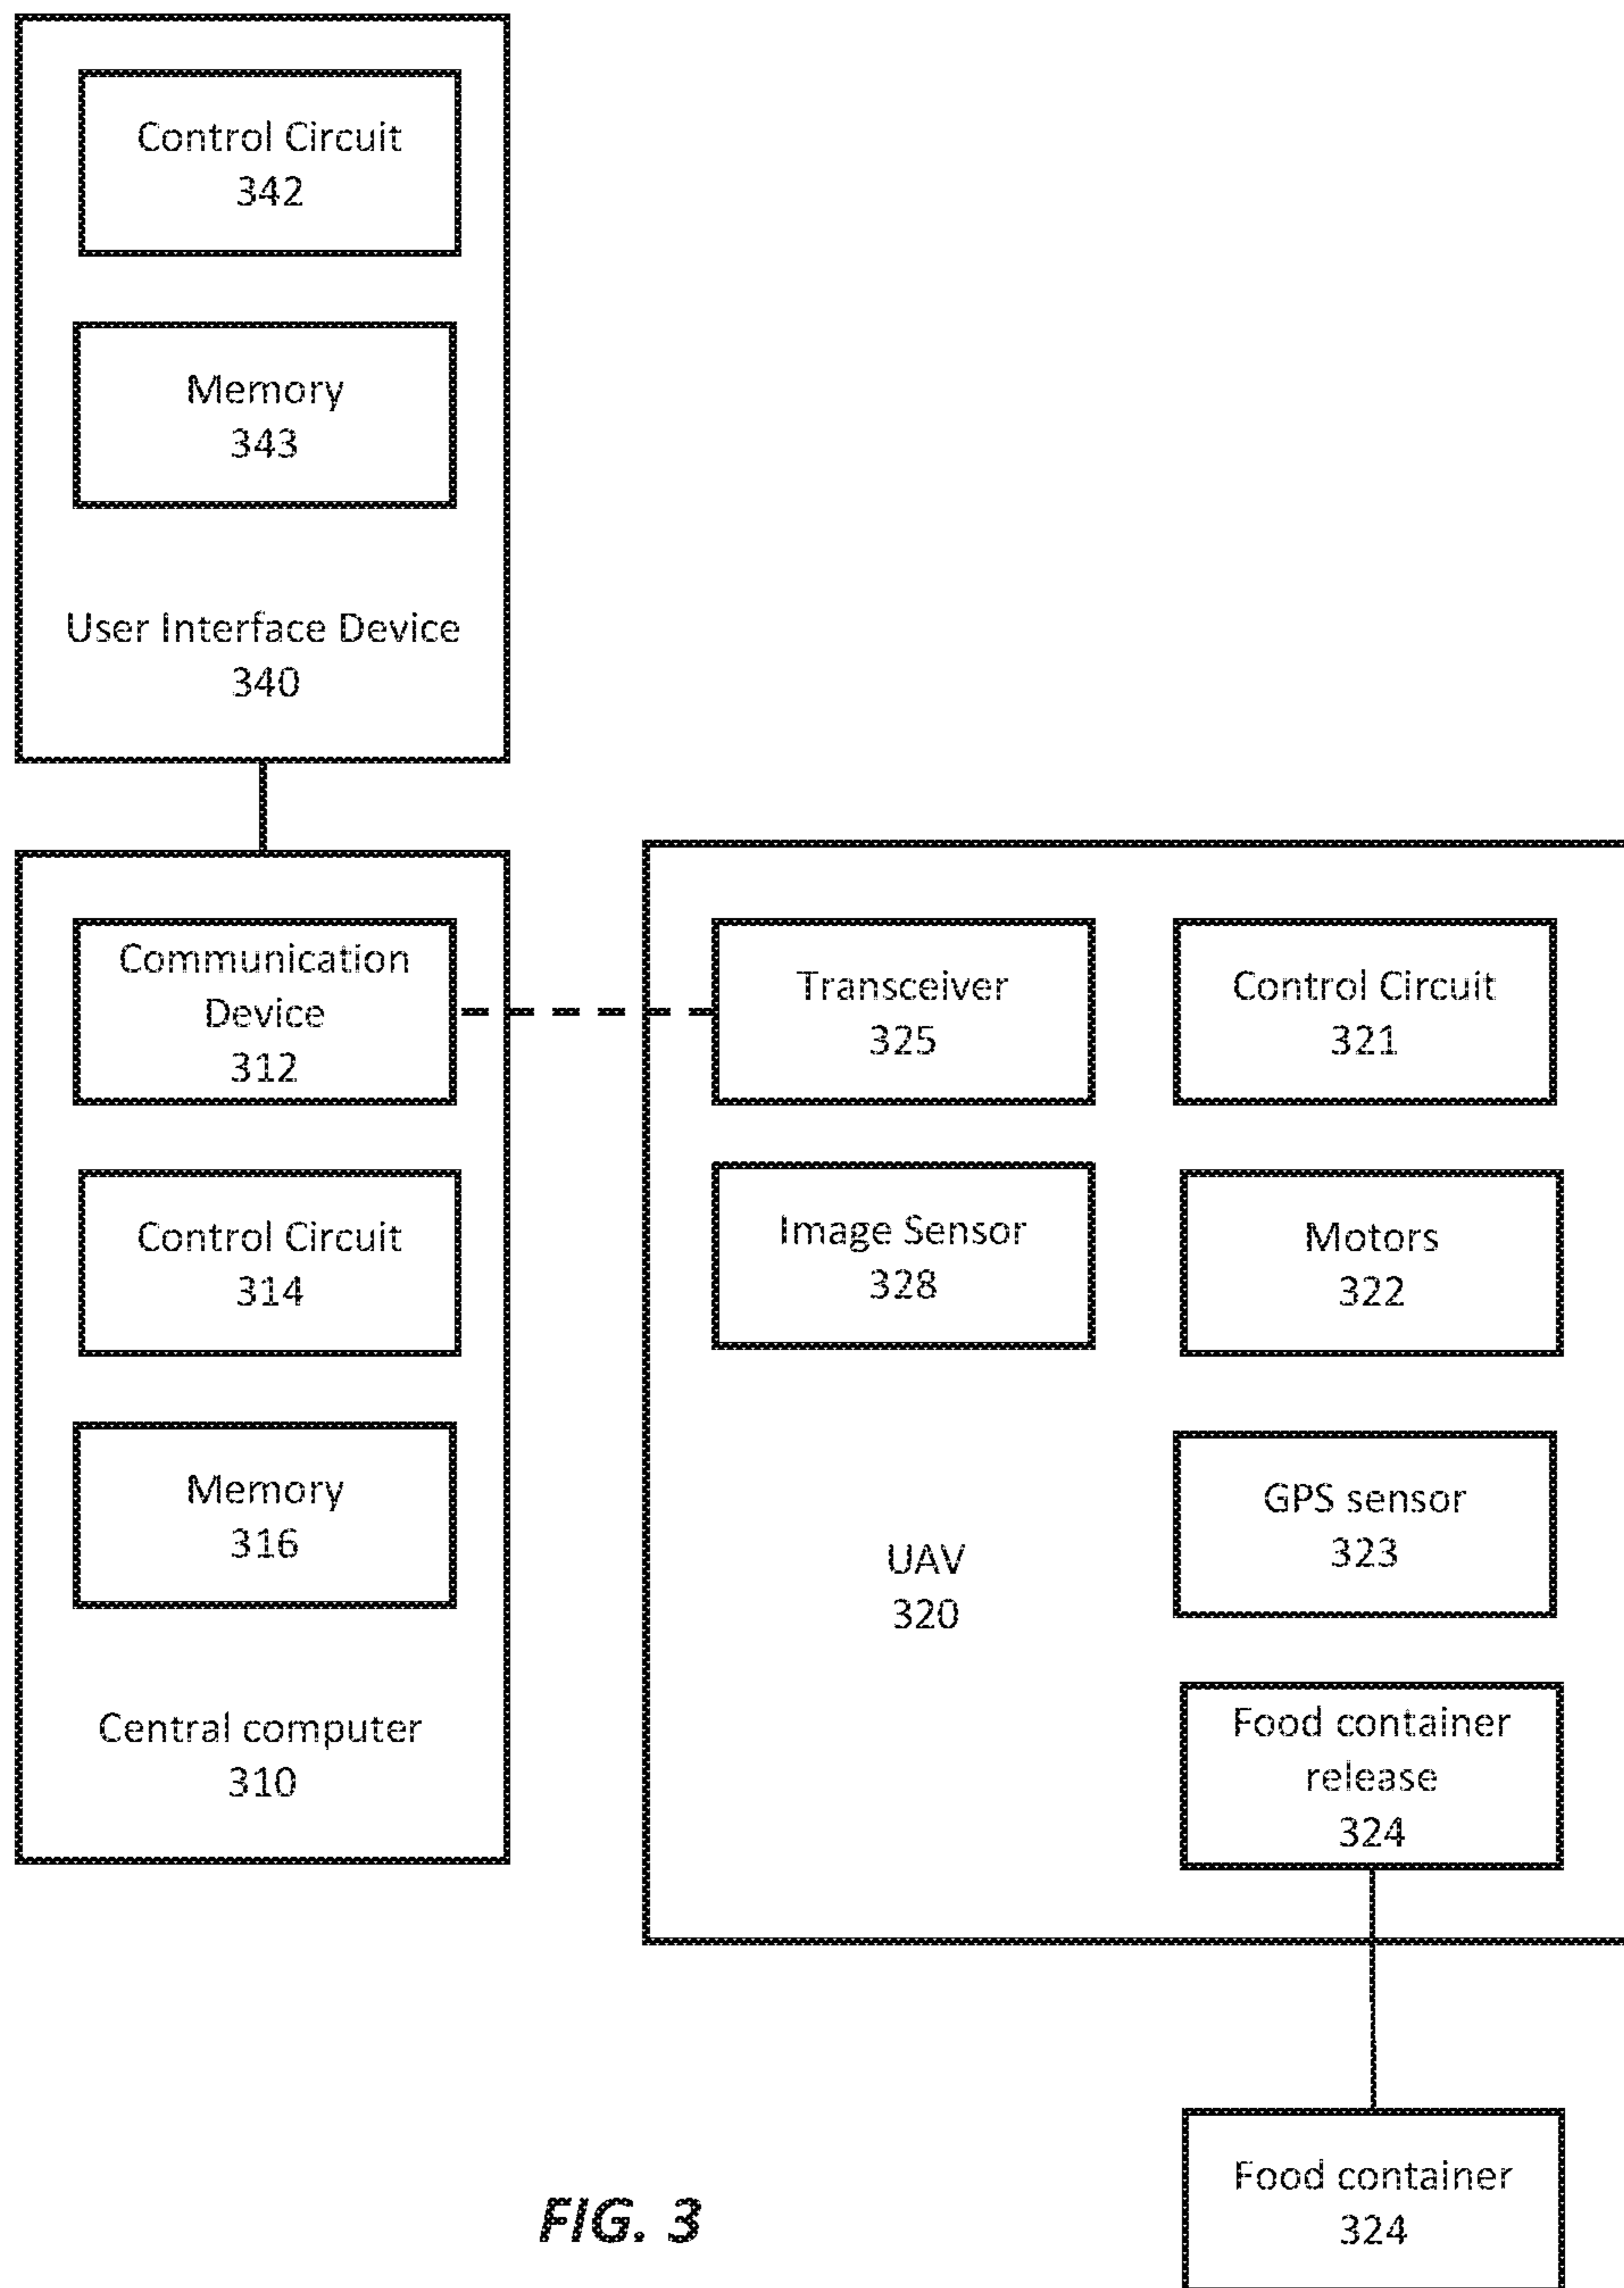 Control Circuit
342
Memory
343
User Interface Device
340
Communication
Device
312
Control Circuit
314
Memory
316
Central computer
310
Transceiver
325
Image Sensor
328
UAV
320
Control Circuit
321
Motors
322
GPS sensor
323
Food container
release
324
Food container
324
FIG. 3